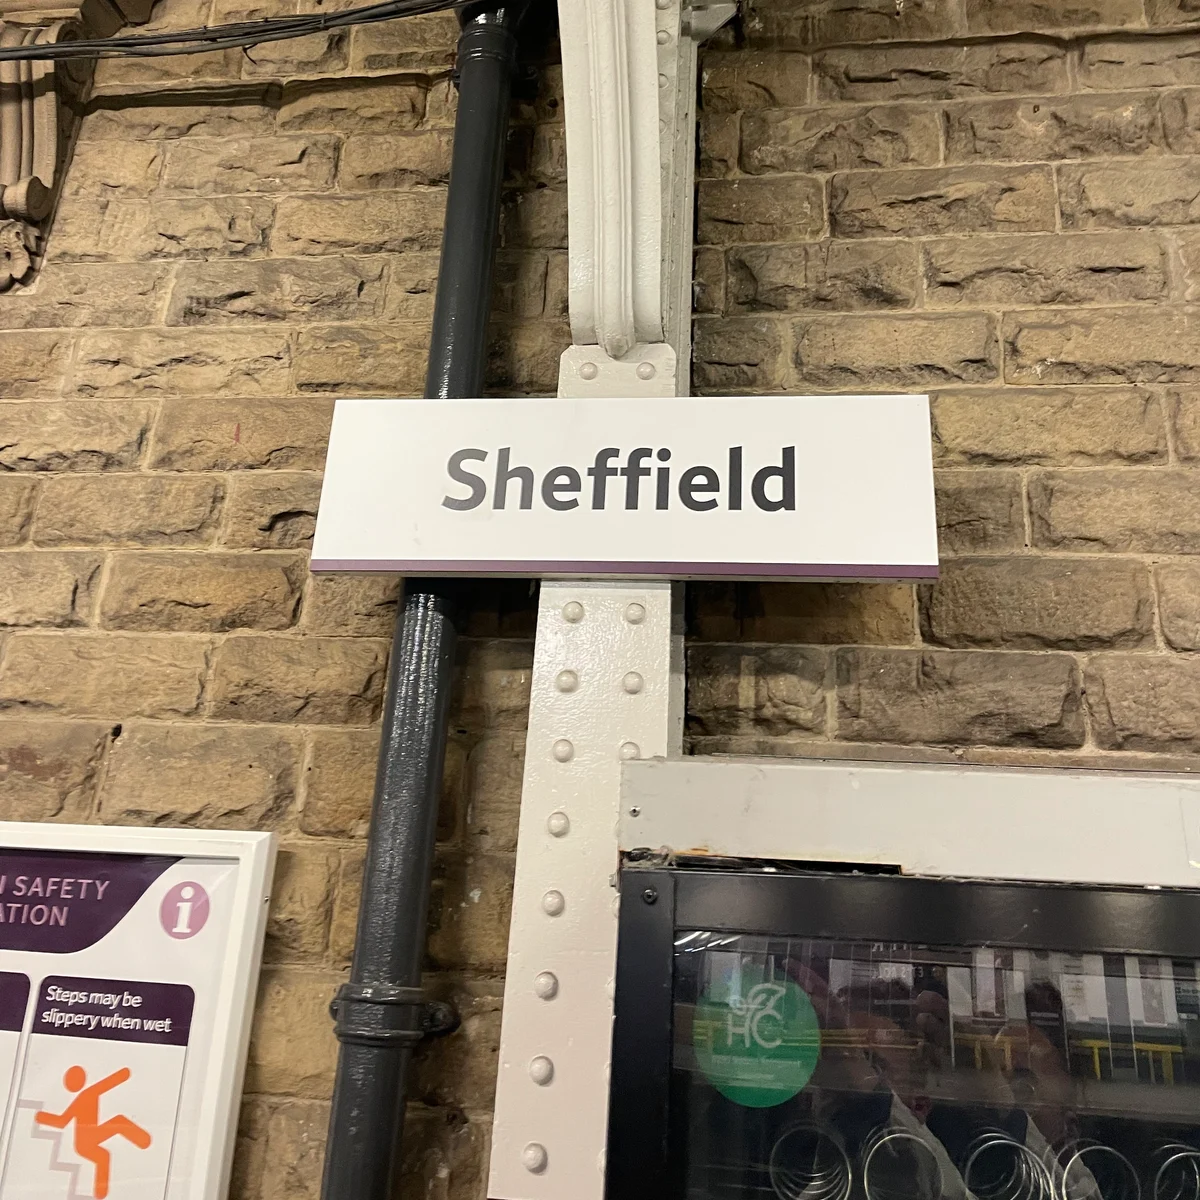 Sheffield
N SAFETY
ATION
i
Steps may be
slippery when wet
HC